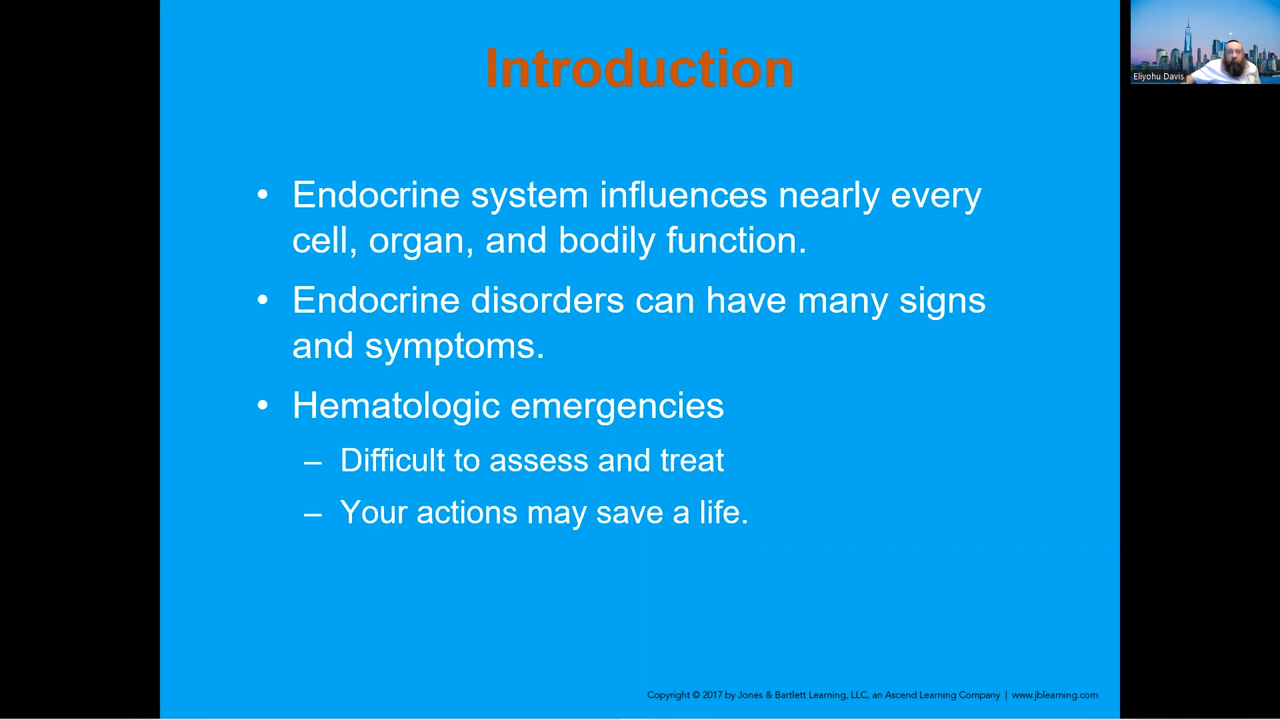 Introduction
Eliyohu Davis
• Endocrine system influences nearly every
cell, organ, and bodily function.
• Endocrine disorders can have many signs
and symptoms.
• Hematologic emergencies
– Difficult to assess and treat
– Your actions may save a life.
Copyright © 2017 by Jones & Bartlett Learning, LLC, an Ascend Learning Company | www.jblearning.com